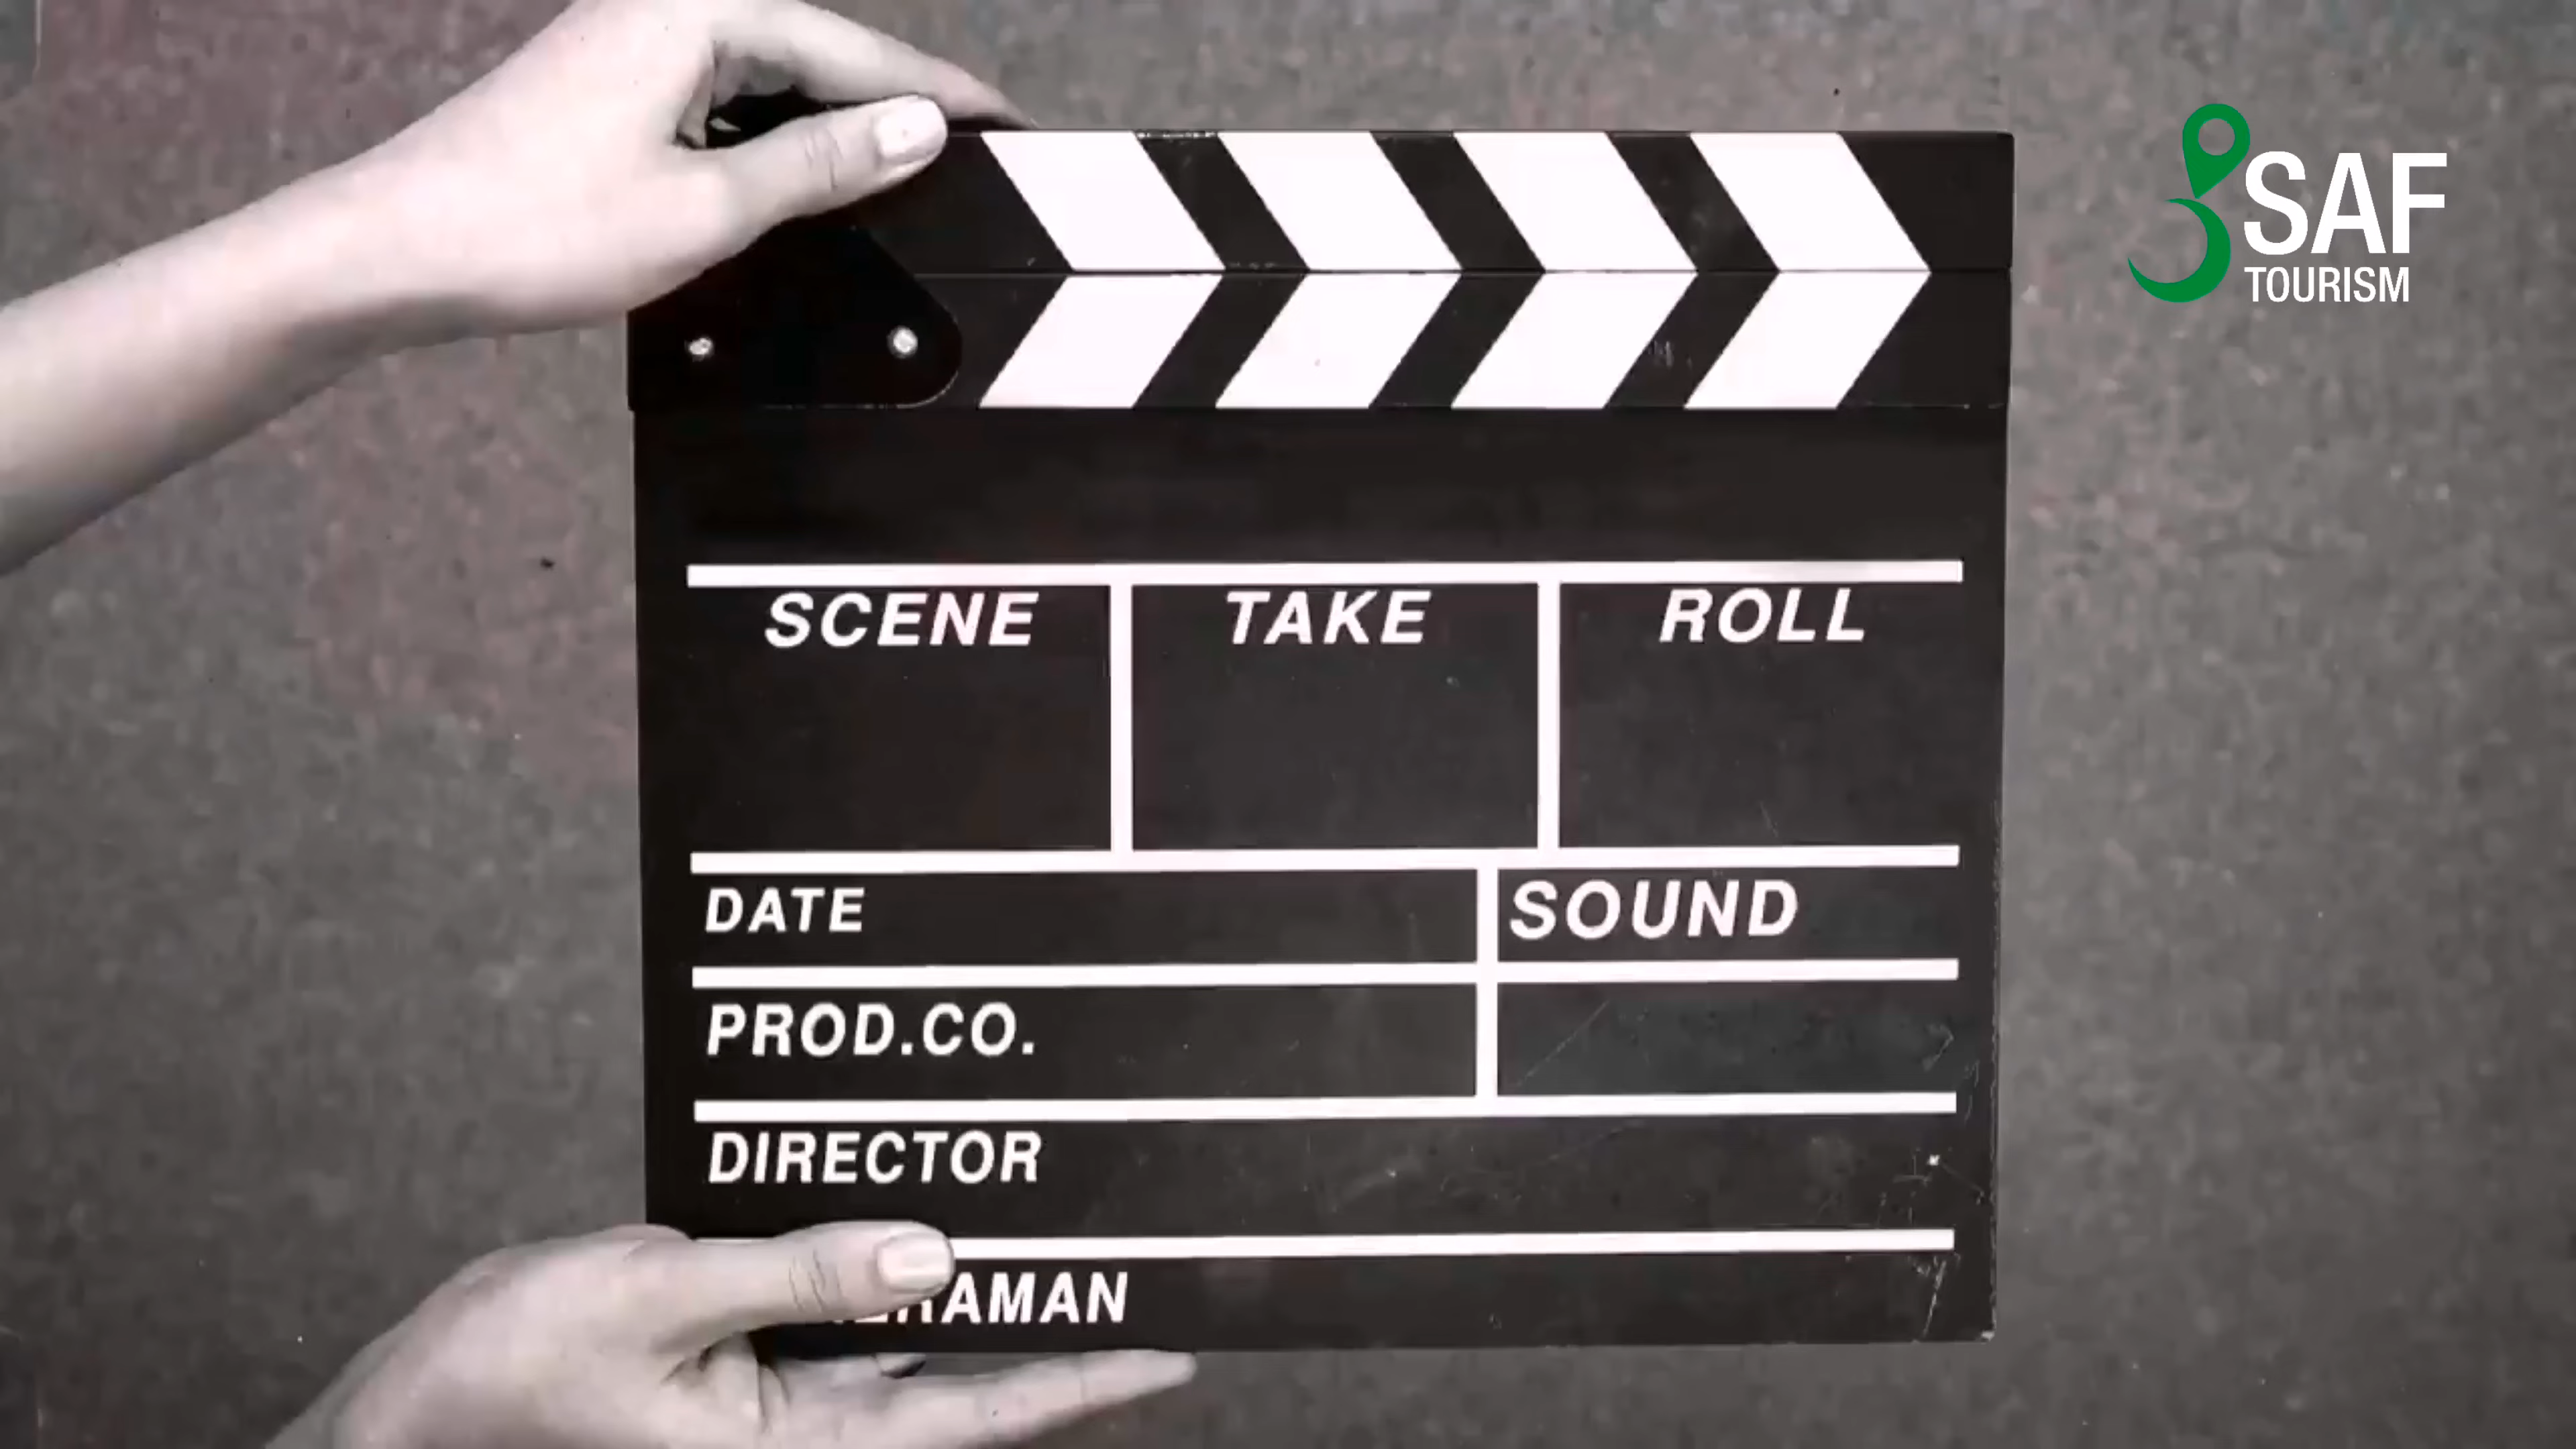 SAF
TOURISM
SCENE TAKE ROLL
DATE SOUND
PROD.CO.
DIRECTOR